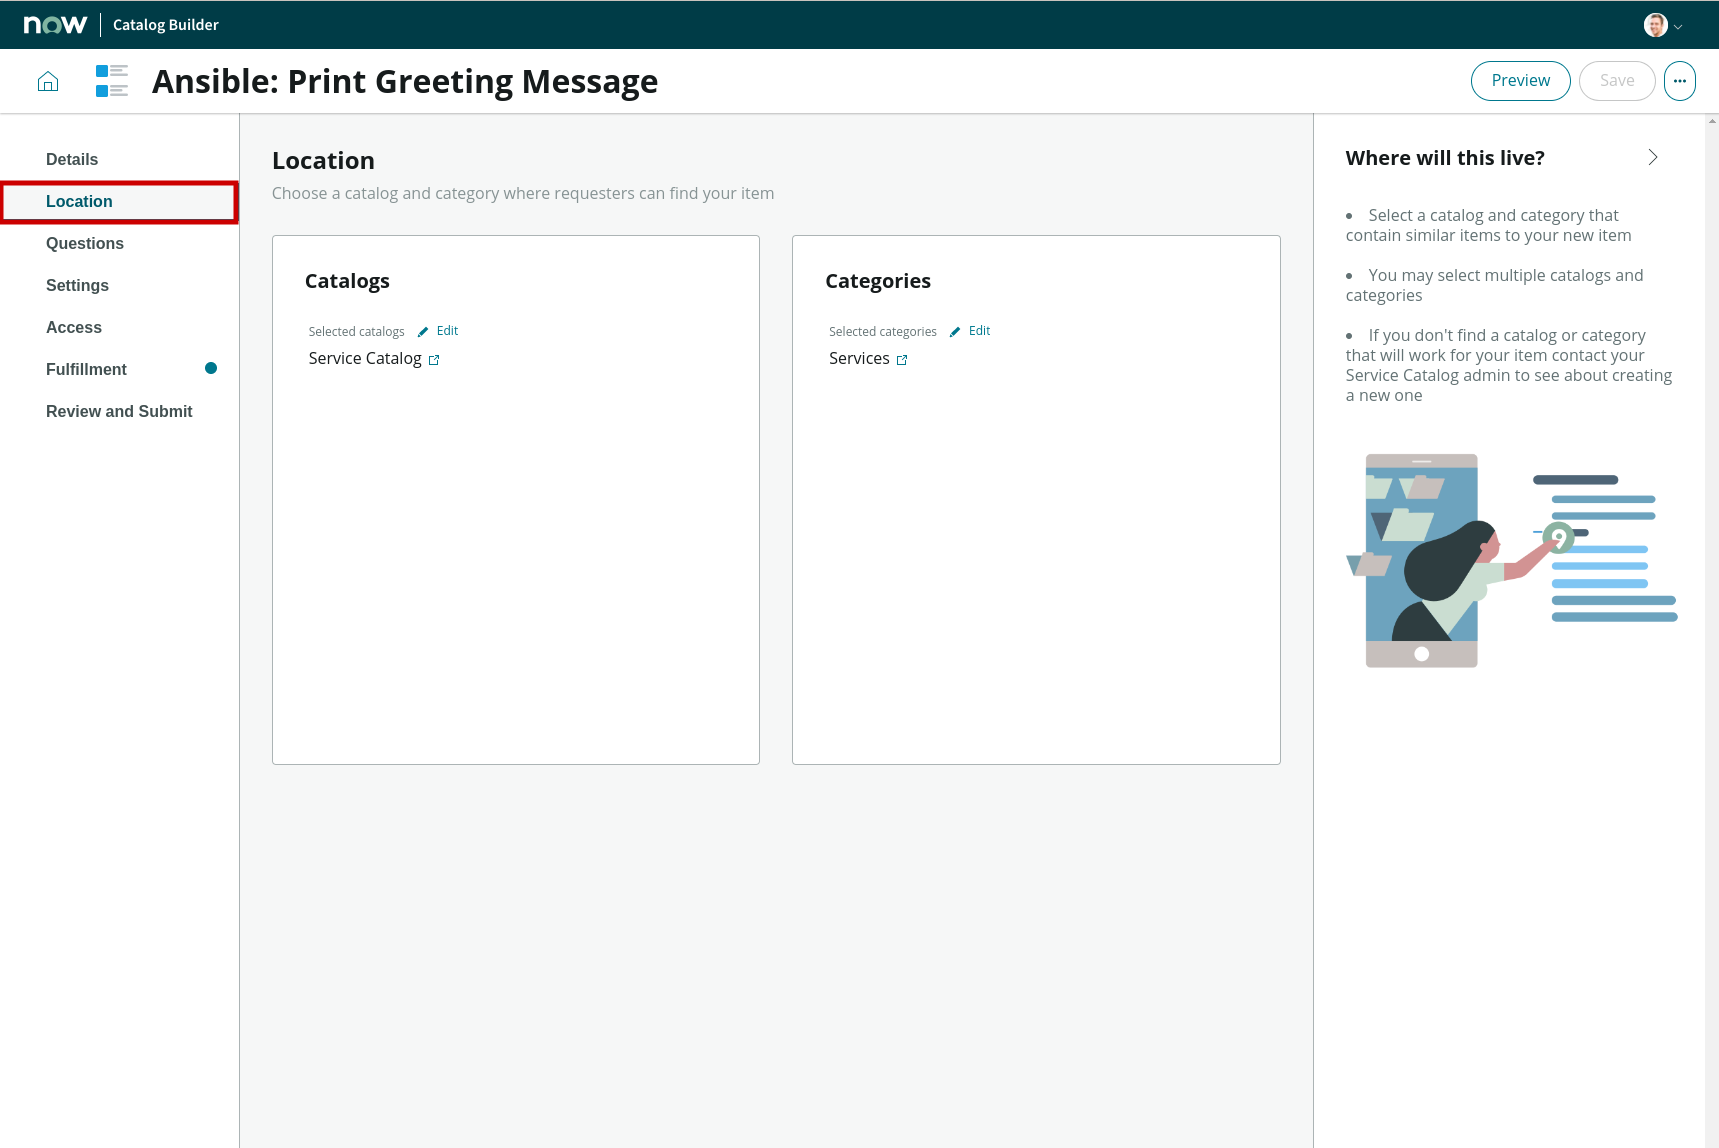 now Catalog Builder
Ansible: Print Greeting Message
Preview
Save
Details
Location
Questions
Settings
Access
Fulfillment
Review and Submit
Location
Choose a catalog and category where requesters can find your item
Catalogs
Selected catalogs Edit
Service Catalog
Categories
Selected categories Edit
Services
Where will this live?
• Select a catalog and category that
contain similar items to your new item
• You may select multiple catalogs and
categories
• If you don't find a catalog or category
that will work for your item contact your
Service Catalog admin to see about creating
a new one